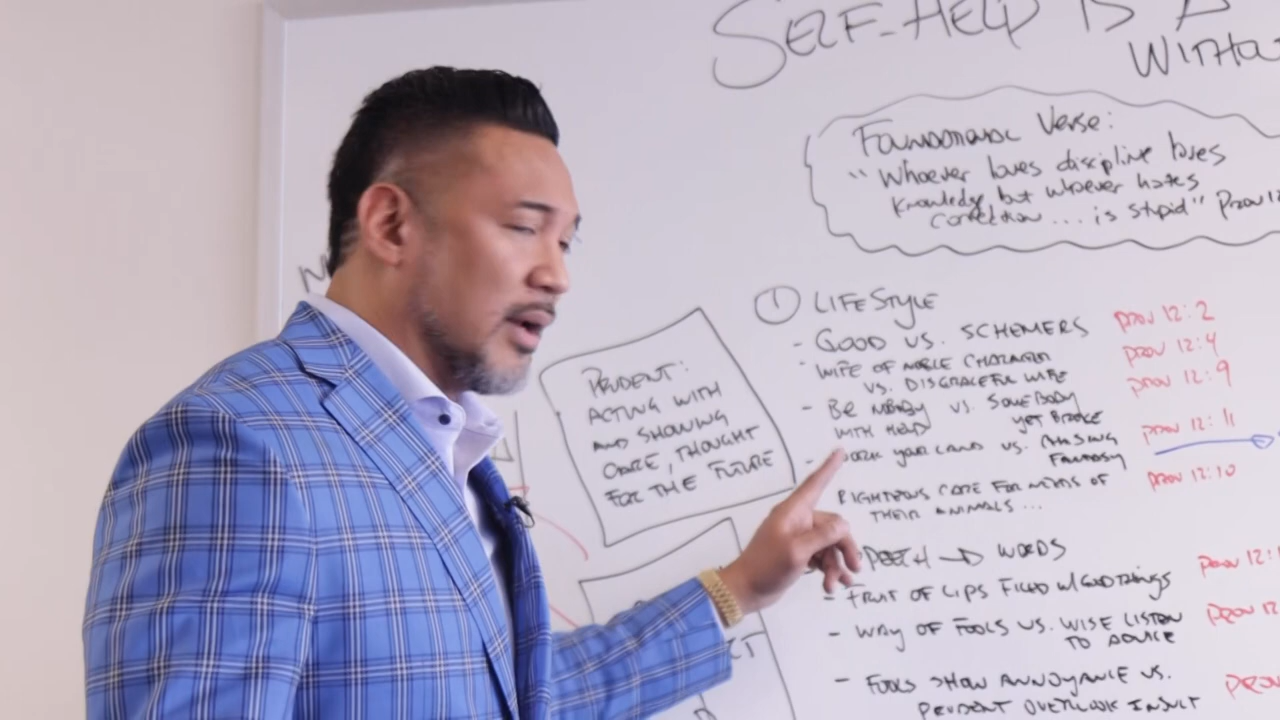 SELF-HELP IS A
WITHOU
FOUNDATIONAL VERSE:
"Whoever loves discipline loves
knowledge, but whoever hates
correction ... is stupid" PROV 12
① LIFESTYLE
- GOOD VS. SCHEMERS PROV 12:2
- WIFE OF NOBLE CHARACTER PROV 12:4
VS. DISGRACEFUL WIFE
- BE NOBODY VS. SOMEBODY PROV 12:9
WITH HELP YET BROKE
- WORK YOUR LAND VS. CHASING PROV 12:11
FANTASY
RIGHTEOUS CARE FOR NEEDS OF PROV 12:10
THEIR ANIMALS ...
PRUDENT:
ACTING WITH
AND SHOWING
CARE, THOUGHT
FOR THE FUTURE
SPEECH → WORDS
- FRUIT OF LIPS FILLED W/ GOOD THINGS PROV 12:1
- WAY OF FOOLS VS. WISE LISTEN PROV 12
TO ADVICE
- FOOLS SHOW ANNOYANCE VS. PROV
PRUDENT OVERLOOK INSULT